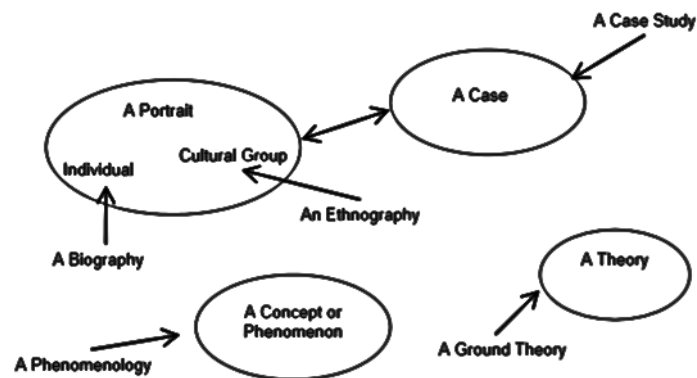 A Case Study
A Case
A Portrait
Individual
Cultural Group
An Ethnography
A Biography
A Theory
A Concept or
Phenomenon
A Phenomenology
A Ground Theory